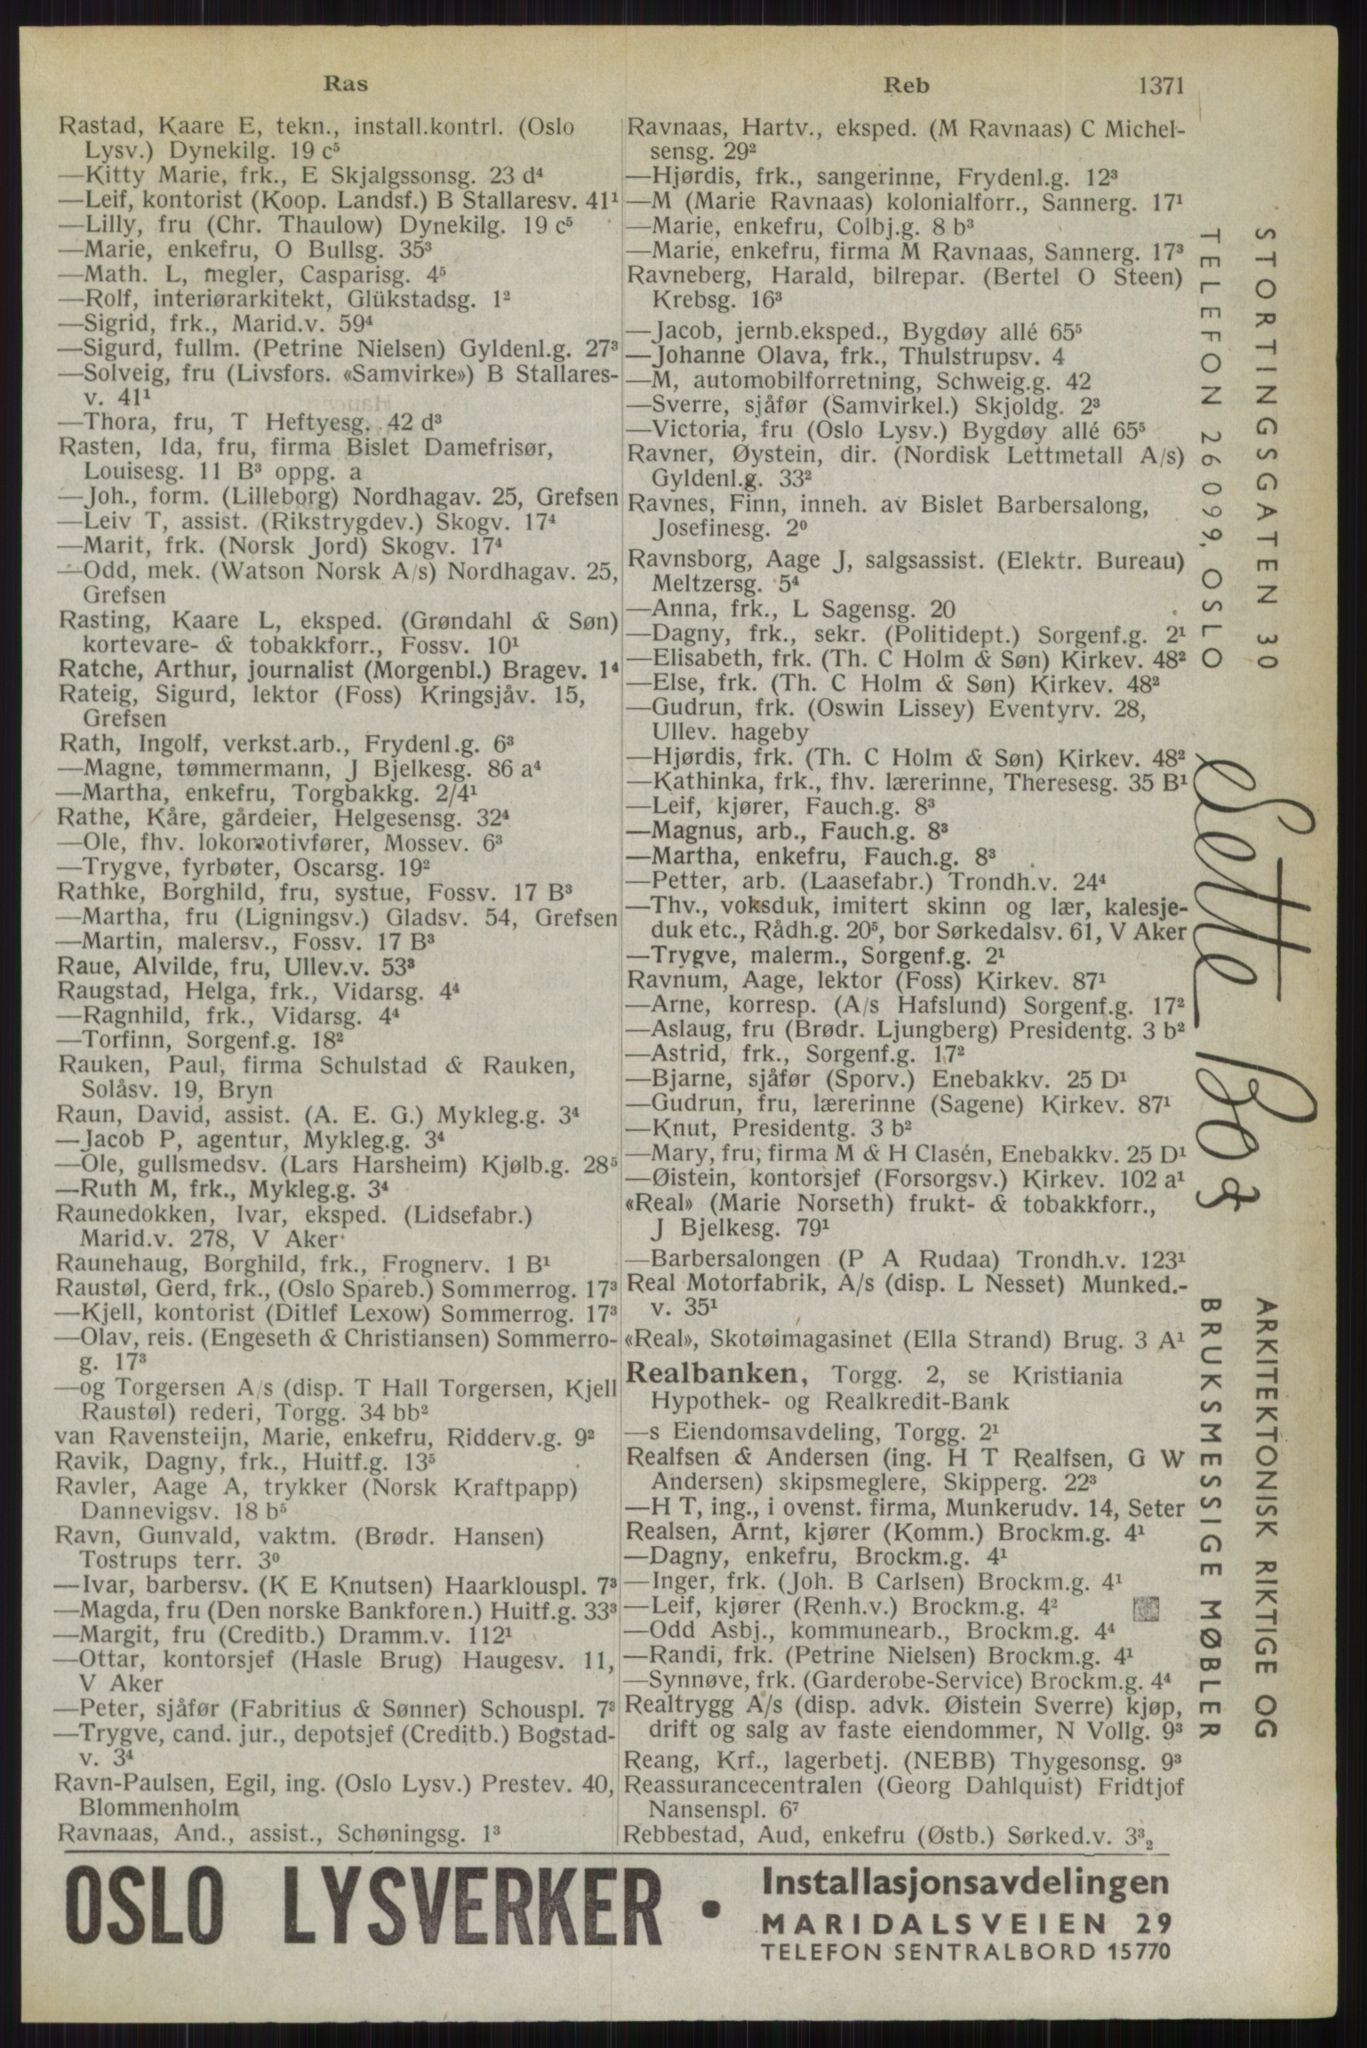 Ras
Reb
1371
Rastad, Kaare E, tekn., install.kontrl. (Oslo
Lysv.) Dynekilg. 19 c⁵
—Kitty Marie, frk., E Skjalgssonsg. 23 d⁴
—Leif, kontorist (Koop. Landsf.) B Stallaresv. 41¹
—Lilly, fru (Chr. Thaulow) Dynekilg. 19 c⁵
—Marie, enkefru, O Bullsg. 35³
—Math. L, megler, Casparisg. 4⁵
—Rolf, interiørarkitekt, Glükstadsg. 1²
—Sigrid, frk., Marid.v. 59⁴
—Sigurd, fullm. (Petrine Nielsen) Gyldenl.g. 27³
—Solveig, fru (Livsfors. «Samvirke») B Stallares-
v. 41¹
—Thora, fru, T Heftyesg. 42 d³
Rasten, Ida, fru, firma Bislet Damefrisør,
Louisesg. 11 B³ oppg. a
—Joh., form. (Lilleborg) Nordhagav. 25, Grefsen
—Leiv T, assist. (Rikstrygdev.) Skogv. 17⁴
—Marit, frk. (Norsk Jord) Skogv. 17⁴
—Odd, mek. (Watson Norsk A/s) Nordhagav. 25,
Grefsen
Rasting, Kaare L, eksped. (Grøndahl & Søn)
kortevare- & tobakkforr., Fossv. 10¹
Ratche, Arthur, journalist (Morgenbl.) Bragev. 1⁴
Rateig, Sigurd, lektor (Foss) Kringsjåv. 15,
Grefsen
Rath, Ingolf, verkst.arb., Frydenl.g. 6³
—Magne, tømmermann, J Bjelkesg. 86 a⁴
—Martha, enkefru, Torgbakkg. 2/4¹
Rathe, Kåre, gårdeier, Helgesensg. 32⁴
—Ole, fhv. lokomotivfører, Mossev. 6³
—Trygve, fyrbøter, Oscarsg. 19²
Rathke, Borghild, fru, systue, Fossv. 17 B³
—Martha, fru (Ligningsv.) Gladsv. 54, Grefsen
—Martin, malersv., Fossv. 17 B³
Raue, Alvilde, fru, Ullev.v. 53³
Raugstad, Helga, frk., Vidarsg. 4⁴
—Ragnhild, frk., Vidarsg. 4⁴
—Torfinn, Sorgenf.g. 18²
Rauken, Paul, firma Schulstad & Rauken,
Solåsv. 19, Bryn
Raun, David, assist. (A. E. G.) Mykleg.g. 3⁴
—Jacob P, agentur, Mykleg.g. 3⁴
—Ole, gullsmedsv. (Lars Harsheim) Kjølb.g. 28⁵
—Ruth M, frk., Mykleg.g. 3⁴
Raunedokken, Ivar, eksped. (Lidsefabr.)
Marid.v. 278, V Aker
Raunehaug, Borghild, frk., Frognerv. 1 B¹
Raustøl, Gerd, frk., (Oslo Spareb.) Sommerrog. 17³
—Kjell, kontorist (Ditlef Lexow) Sommerrog. 17³
—Olav, reis. (Engeseth & Christiansen) Sommerro-
g. 17³
—og Torgersen A/s (disp. T Hall Torgersen, Kjell
Raustøl) rederi, Torgg. 34 bb²
van Ravensteijn, Marie, enkefru, Ridderv.g. 9²
Ravik, Dagny, frk., Huitf.g. 13⁵
Ravler, Aage A, trykker (Norsk Kraftpapp)
Dannevigsv. 18 b⁵
Ravn, Gunvald, vaktm. (Brødr. Hansen)
Tostrups terr. 3⁰
—Ivar, barbersv. (K E Knutsen) Haarklouspl. 7³
—Magda, fru (Den norske Bankforen.) Huitf.g. 33³
—Margit, fru (Creditb.) Dramm.v. 112¹
—Ottar, kontorsjef (Hasle Brug) Haugesv. 11,
V Aker
—Peter, sjåfør (Fabritius & Sønner) Schouspl. 7³
—Trygve, cand. jur., depotsjef (Creditb.) Bogstad-
v. 3⁴
Ravn-Paulsen, Egil, ing. (Oslo Lysv.) Prestev. 40,
Blommenholm
Ravnaas, And., assist., Schøningsg. 1³
Ravnaas, Hartv., eksped. (M Ravnaas) C Michel-
sensg. 29²
—Hjørdis, frk., sangerinne, Frydenl.g. 12³
—M (Marie Ravnaas) kolonialforr., Sannerg. 17¹
—Marie, enkefru, Colbj.g. 8 b³
—Marie, enkefru, firma M Ravnaas, Sannerg. 17³
Ravneberg, Harald, bilrepar. (Bertel O Steen)
Krebsg. 16³
—Jacob, jernb.eksped., Bygdøy allé 65⁵
—Johanne Olava, frk., Thulstrupsv. 4
—M, automobilforretning, Schweig.g. 42
—Sverre, sjåfør (Samvirkel.) Skjoldg. 2³
—Victoria, fru (Oslo Lysv.) Bygdøy allé 65⁵
Ravner, Øystein, dir. (Nordisk Lettmetall A/s)
Gyldenl.g. 33²
Ravnes, Finn, inneh. av Bislet Barbersalong,
Josefinesg. 2⁰
Ravnsborg, Aage J, salgsassist. (Elektr. Bureau)
Meltzersg. 5⁴
—Anna, frk., L Sagensg. 20
—Dagny, frk., sekr. (Politidept.) Sorgenf.g. 2¹
—Elisabeth, frk. (Th. C Holm & Søn) Kirkev. 48²
—Else, frk. (Th. C Holm & Søn) Kirkev. 48²
—Gudrun, frk. (Oswin Lissey) Eventyrv. 28,
Ullev. hageby
—Hjørdis, frk. (Th. C Holm & Søn) Kirkev. 48²
—Kathinka, frk., fhv. lærerinne, Theresesg. 35 B¹
—Leif, kjører, Fauch.g. 8³
—Magnus, arb., Fauch.g. 8³
—Martha, enkefru, Fauch.g. 8³
—Petter, arb. (Laasefabr.) Trondh.v. 24⁴
—Thv., voksduk, imitert skinn og lær, kalesje-
duk etc., Rådh.g. 20⁵, bor Sørkedalsv. 61, V Aker
—Trygve, malerm., Sorgenf.g. 2¹
Ravnum, Aage, lektor (Foss) Kirkev. 87¹
—Arne, korresp. (A/s Hafslund) Sorgenf.g. 17²
—Aslaug, fru (Brødr. Ljungberg) Presidentg. 3 b²
—Astrid, frk., Sorgenf.g. 17²
—Bjarne, sjåfør (Sporv.) Enebakkv. 25 D¹
—Gudrun, fru, lærerinne (Sagene) Kirkev. 87¹
—Knut, Presidentg. 3 b²
—Mary, fru, firma M & H Clasén, Enebakkv. 25 D¹
—Øistein, kontorsjef (Forsorgsv.) Kirkev. 102 a¹
«Real» (Marie Norseth) frukt- & tobakkforr.,
J Bjelkesg. 79¹
—Barbersalongen (P A Rudaa) Trondh.v. 123¹
Real Motorfabrik, A/s (disp. L Nesset) Munked.-
v. 35¹
«Real», Skotøimagasinet (Ella Strand) Brug. 3 A¹
Realbanken, Torgg. 2, se Kristiania
Hypothek- og Realkredit-Bank
—s Eiendomsavdeling, Torgg. 2¹
Realfsen & Andersen (ing. H T Realfsen, G W
Andersen) skipsmeglere, Skipperg. 22³
—H T, ing., i ovenst. firma, Munkerudv. 14, Seter
Realsen, Arnt, kjører (Komm.) Brockm.g. 4¹
—Dagny, enkefru, Brockm.g. 4¹
—Inger, frk. (Joh. B Carlsen) Brockm.g. 4¹
—Leif, kjører (Renh.v.) Brockm.g. 4²
—Odd Asbj., kommunearb., Brockm.g. 4⁴
—Randi, frk. (Petrine Nielsen) Brockm.g. 4¹
—Synnøve, frk. (Garderobe-Service) Brockm.g. 4⁴
Realtrygg A/s (disp. advk. Øistein Sverre) kjøp,
drift og salg av faste eiendommer, N Vollg. 9³
Reang, Krf., lagerbetj. (NEBB) Thygesonsg. 9³
Reassurancecentralen (Georg Dahlquist) Fridtjof
Nansenspl. 6⁷
Rebbestad, Aud, enkefru (Østb.) Sørked.v. 3³₂
STORTINGSGATEN 30
TELEFON 26099, OSLO
Sette Bo?
ARKITEKTONISK RIKTIGE OG
BRUKSMESSIGE MØBLER
OSLO LYSVERKER •
Installasjonsavdelingen
MARIDALSVEIEN 29
TELEFON SENTRALBORD 15770